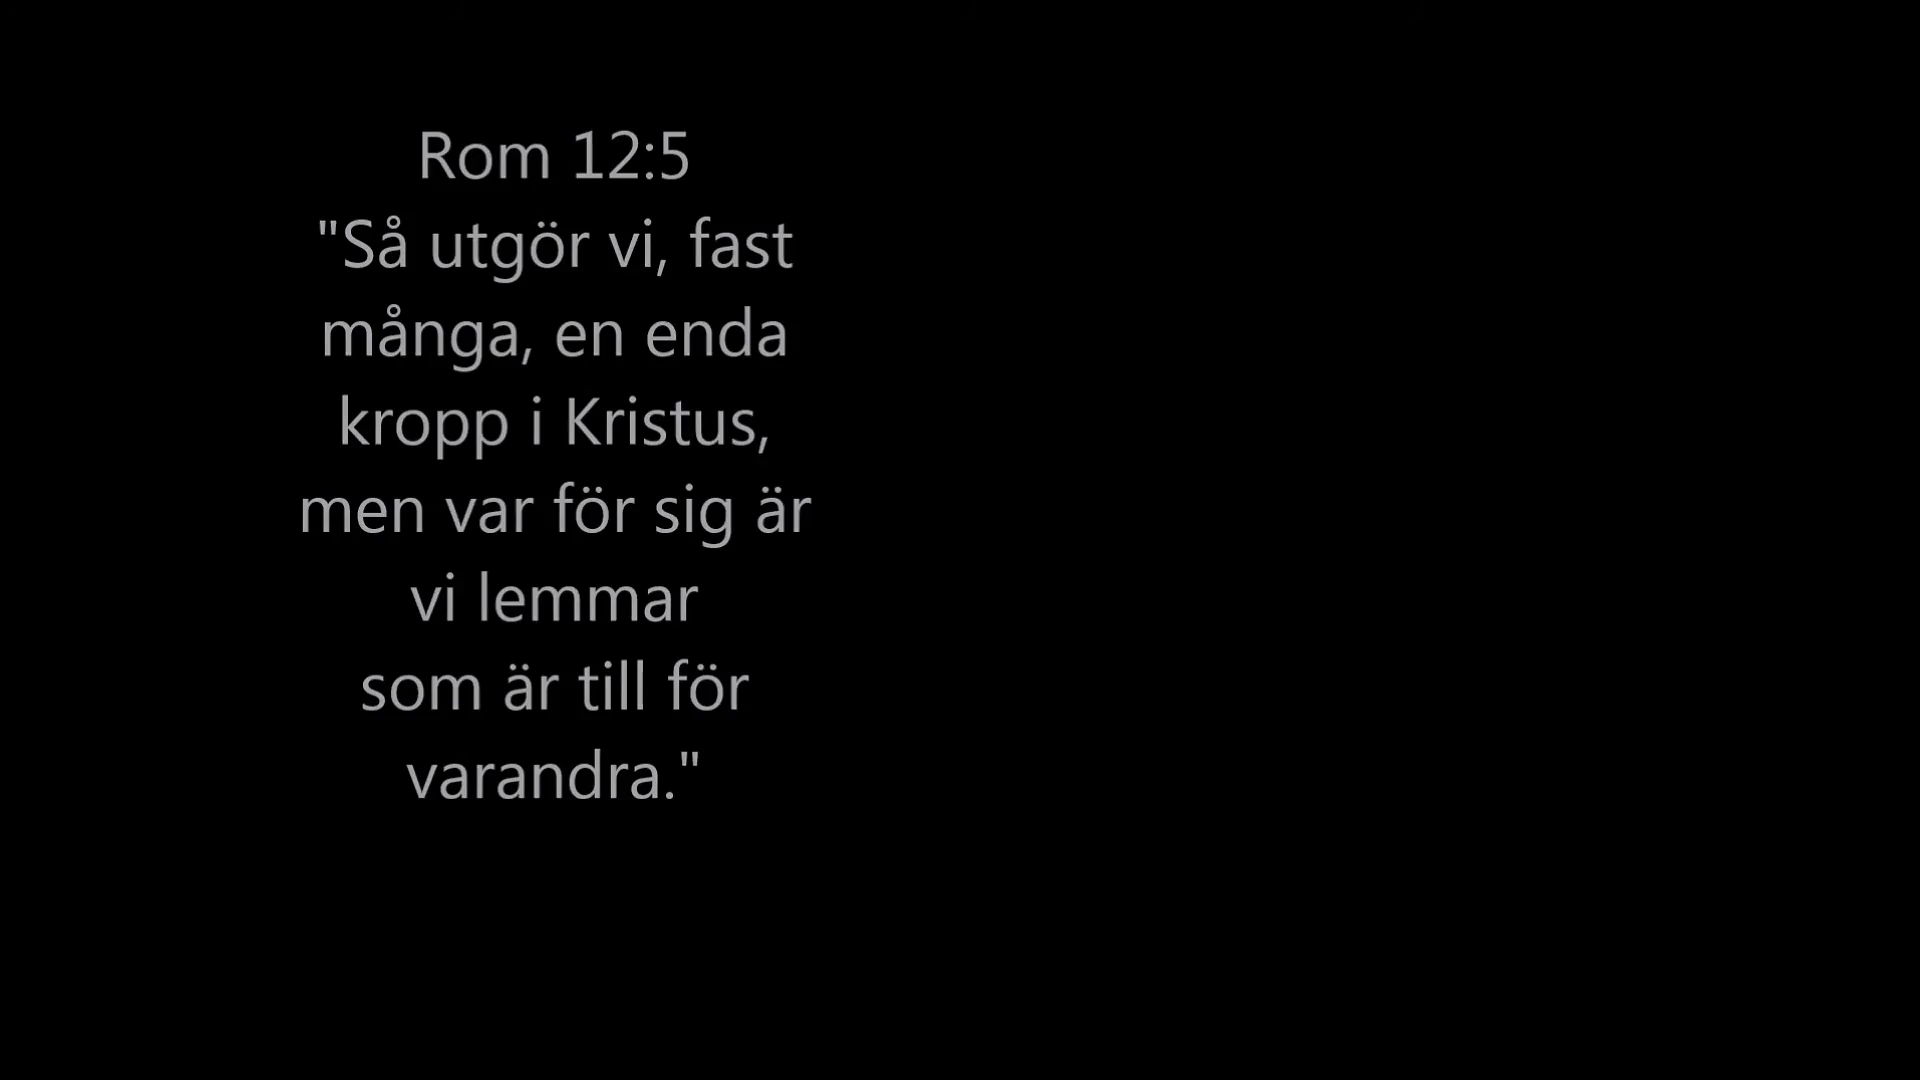 Rom 12:5
"Så utgör vi, fast
många, en enda
kropp i Kristus,
men var för sig är
vi lemmar
som är till för
varandra."